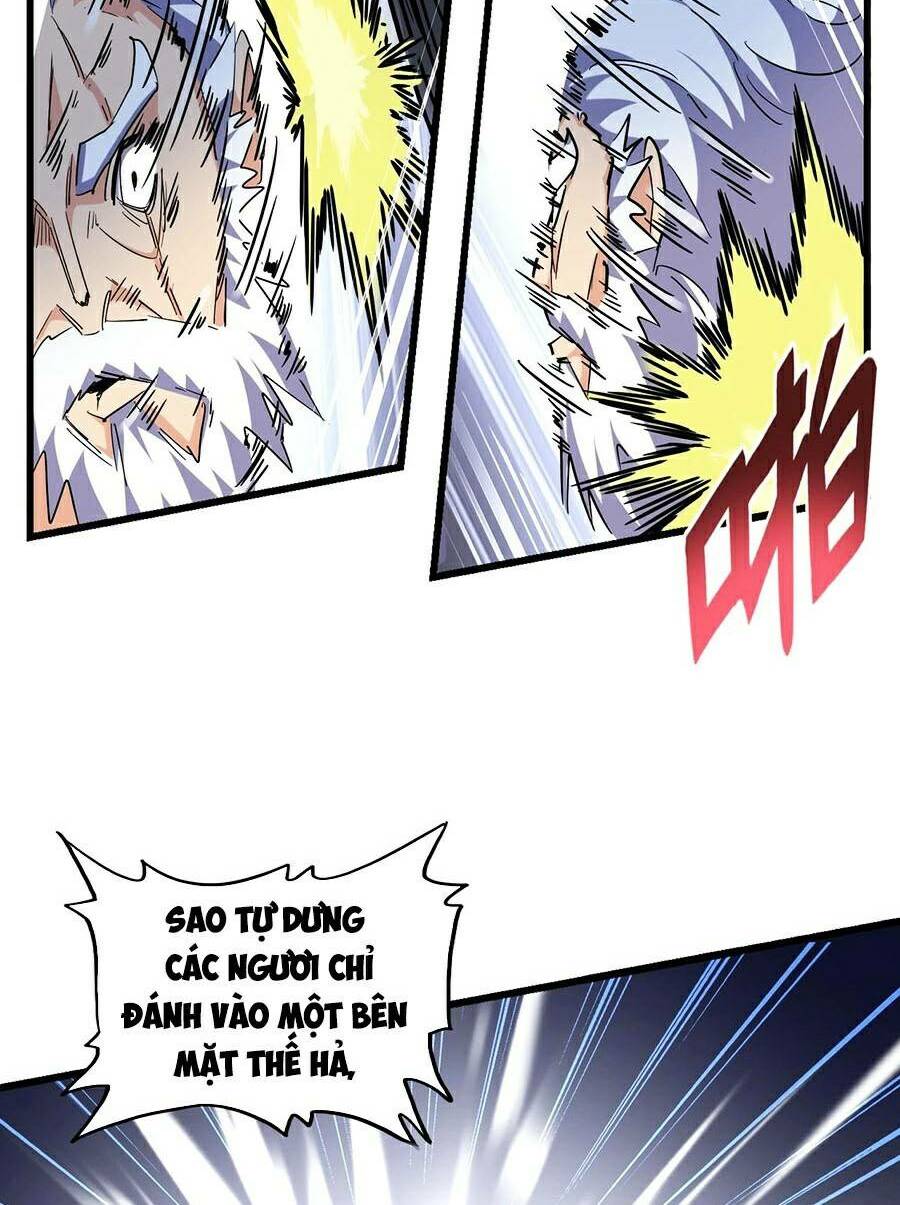 啪
SAO TỰ DƯNG
CÁC NGƯƠI CHỈ
ĐÁNH VÀO MỘT BÊN
MẶT THẾ HẢ,